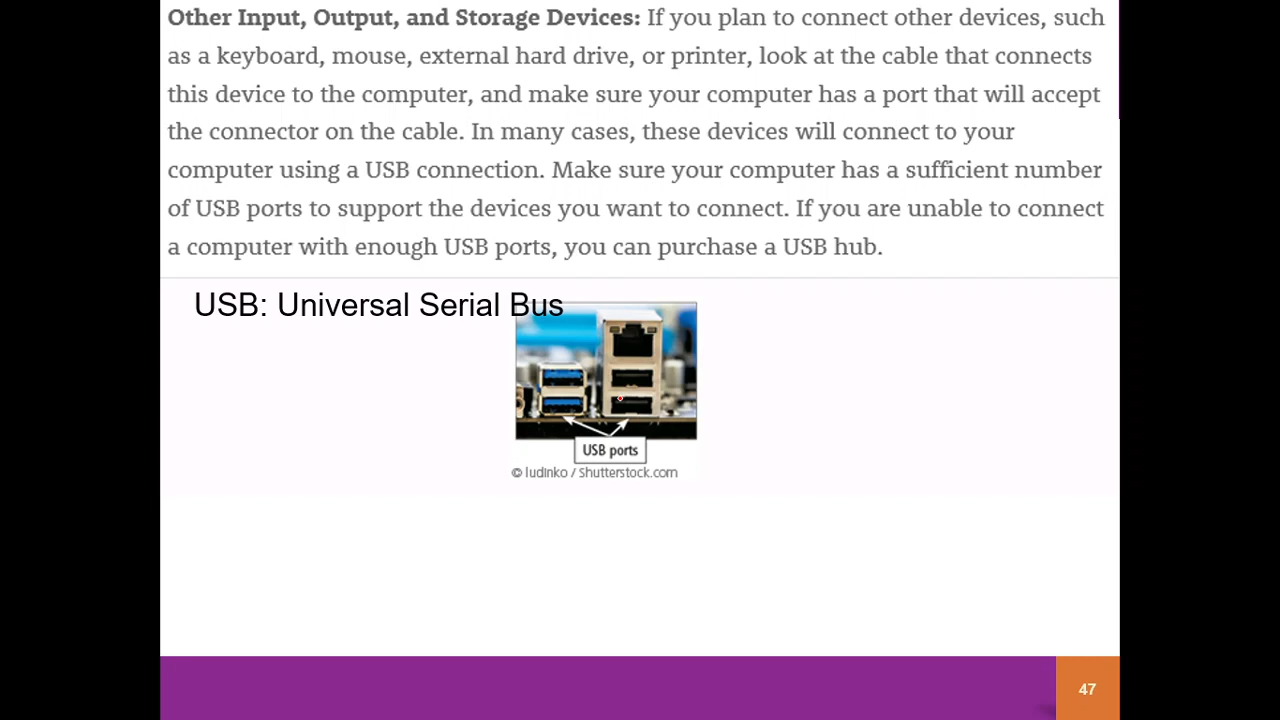 Other Input, Output, and Storage Devices: If you plan to connect other devices, such
as a keyboard, mouse, external hard drive, or printer, look at the cable that connects
this device to the computer, and make sure your computer has a port that will accept
the connector on the cable. In many cases, these devices will connect to your
computer using a USB connection. Make sure your computer has a sufficient number
of USB ports to support the devices you want to connect. If you are unable to connect
a computer with enough USB ports, you can purchase a USB hub.
USB: Universal Serial Bus
USB ports
© ludinko / Shutterstock.com
47